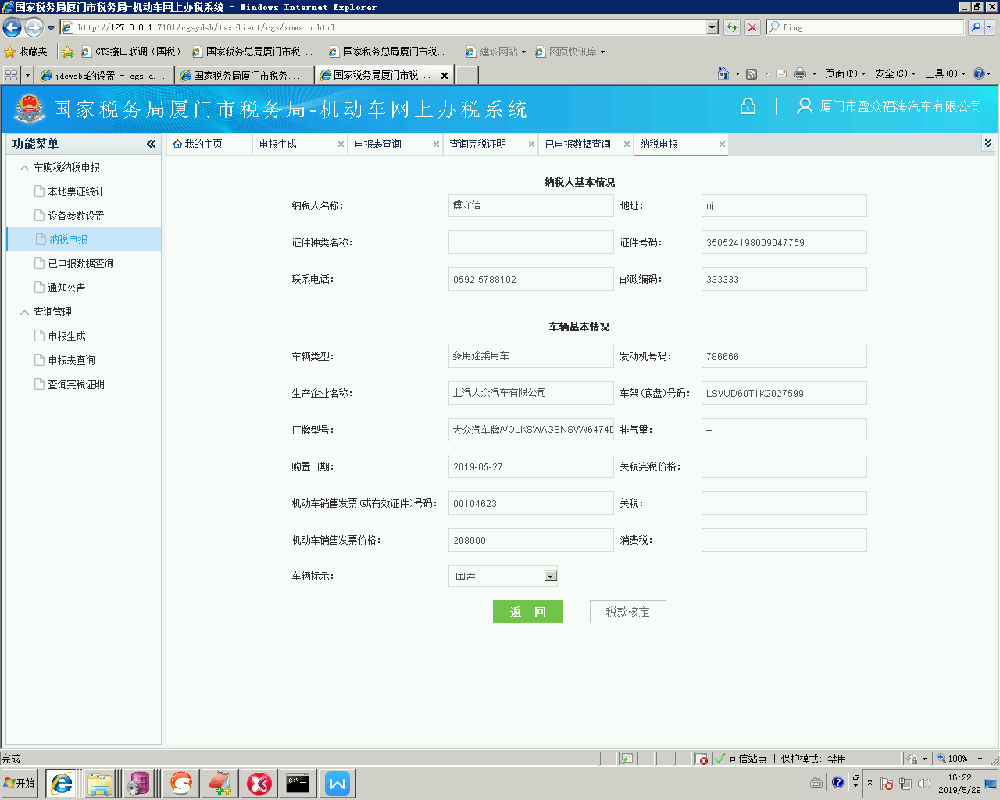 国家税务局厦门市税务局-机动车网上办税系统 - Windows Internet Explorer
http://127.0.0.1:7101/cgsydsb/taxclient/cgs/xmmain.html
Bing
收藏夹
GT3接口联调（国税）
国家税务总局厦门市税...
国家税务总局厦门市税...
建议网站
网页快讯库
jdcwsbs的设置 - cgs_d...
国家税务局厦门市税务...
国家税务局厦门市税...
页面(P)
安全(S)
工具(O)
国家税务局厦门市税务局-机动车网上办税系统
厦门市盈众福海汽车有限公司
功能菜单
我的主页
申报生成
申报表查询
查询完税证明
已申报数据查询
纳税申报
车购税纳税申报
本地票证统计
设备参数设置
纳税申报
已申报数据查询
通知公告
查询管理
申报生成
申报表查询
查询完税证明
纳税人基本情况
纳税人名称： 傅守信 地址： uj
证件种类名称： 证件号码： 350524198009047759
联系电话： 0592-5788102 邮政编码： 333333
车辆基本情况
车辆类型： 多用途乘用车 发动机号码： 786666
生产企业名称： 上汽大众汽车有限公司 车架(底盘)号码： LSVUD60T1K2027599
厂牌型号： 大众汽车牌/VOLKSWAGENSVW6474D 排气量： --
购置日期： 2019-05-27 关税完税价格：
机动车销售发票(或有效证件)号码： 00104623 关税：
机动车销售发票价格： 208000 消费税：
车辆标示： 国产
返 回
税款核定
完成
可信站点 | 保护模式: 禁用
100%
开始
16:22
2019/5/29